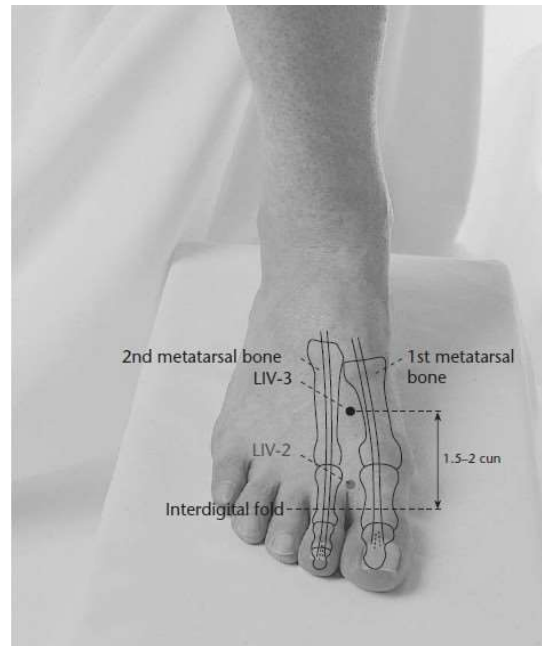 2nd metatarsal bone
1st metatarsal
bone
LIV-3
LIV-2
1.5–2 cun
Interdigital fold